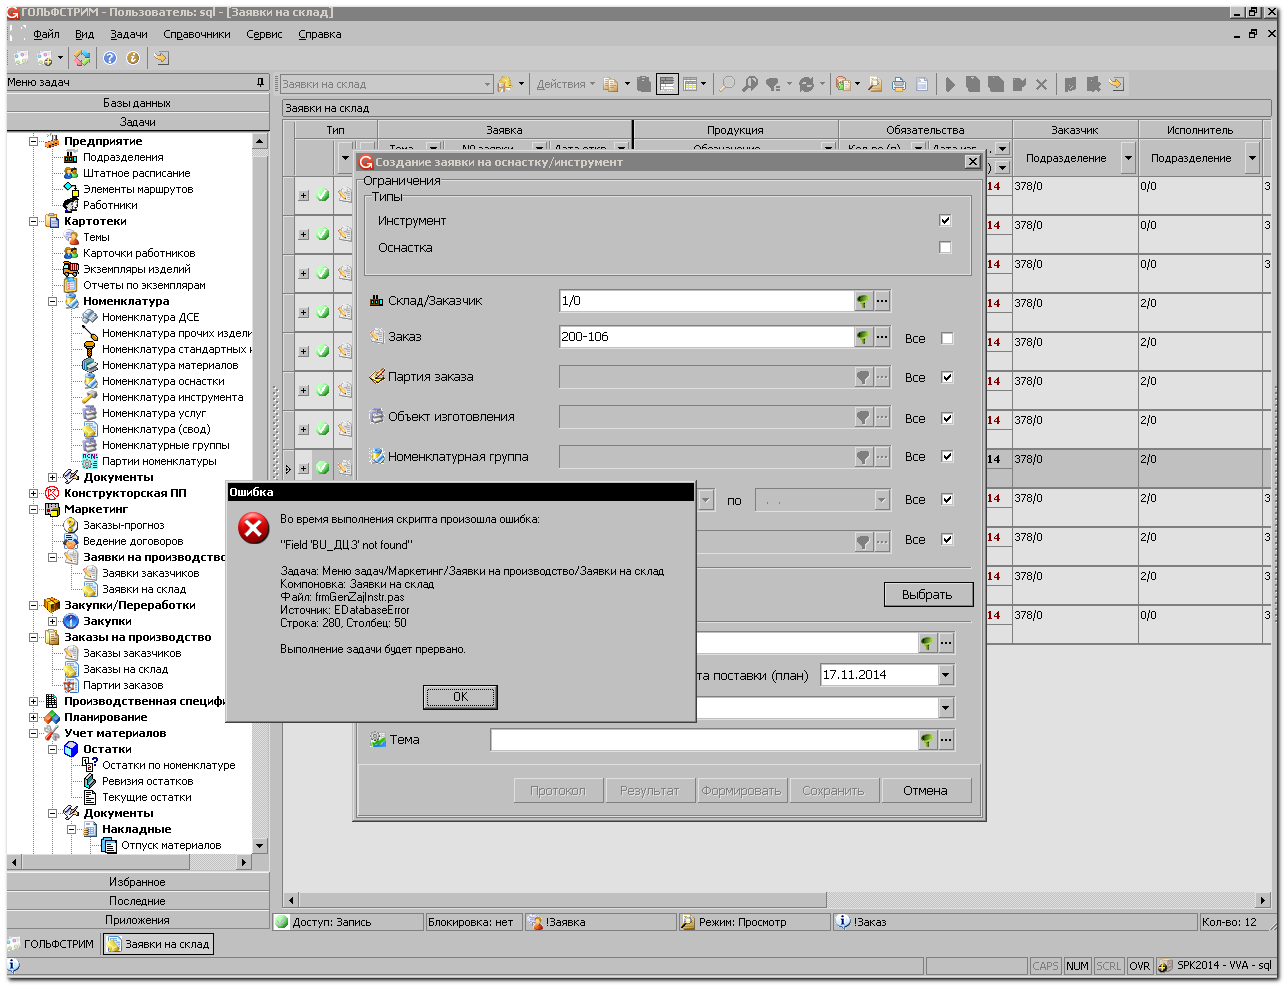 ГОЛЬФСТРИМ - Пользователь: sql - [Заявки на склад]
Файл Вид Задачи Справочники Сервис Справка
Меню задач
Заявки на склад
Действия
Базы данных
Задачи
Предприятие
Подразделения
Штатное расписание
Элементы маршрутов
Работники
Картотеки
Темы
Карточки работников
Экземпляры изделий
Отчеты по экземплярам
Номенклатура
Номенклатура ДСЕ
Номенклатура прочих издели
Номенклатура стандартных
Номенклатура материалов
Номенклатура оснастки
Номенклатура инструмента
Номенклатура услуг
Номенклатура (свод)
Номенклатурные группы
Партии номенклатуры
Документы
Конструкторская ПП
Маркетинг
Заказы-прогноз
Ведение договоров
Заявки на производство
Заявки заказчиков
Заявки на склад
Закупки/Переработки
Закупки
Заказы на производство
Заказы заказчиков
Заказы на склад
Партии заказов
Производственная специфи
Планирование
Учет материалов
Остатки
Остатки по номенклатуре
Ревизия остатков
Текущие остатки
Документы
Накладные
Отпуск материалов
Избранное
Последние
Приложения
Заявки на склад
Тип Заявка Продукция Обязательства Заказчик Исполнитель
Тема № заявки Дата откр. Обозначение Кол-во (п) Дата изг. Подразделение Подразделение
14 378/0 0/0 3
14 378/0 0/0 3
14 378/0 0/0 3
14 378/0 2/0
14 378/0 2/0
14 378/0 2/0
14 378/0 2/0
14 378/0 2/0
14 378/0 2/0
14 378/0 2/0
14 378/0 2/0
14 378/0 0/0 3
Создание заявки на оснастку/инструмент
Ограничения
Типы
Инструмент
Оснастка
Склад/Заказчик 1/0
Заказ 200-106 Все
Партия заказа Все
Объект изготовления Все
Номенклатурная группа Все
по . . Все
Все
Выбрать
та поставки (план) 17.11.2014
Тема
Протокол Результат Формировать Сохранить Отмена
Ошибка
Во время выполнения скрипта произошла ошибка:
"Field 'BU_ДЦ.3' not found"
Задача: Меню задач/Маркетинг/Заявки на производство/Заявки на склад
Компоновка: Заявки на склад
Файл: frmGenZajInstr.pas
Источник: EDatabaseError
Строка: 280, Столбец: 50
Выполнение задачи будет прервано.
OK
Доступ: Запись Блокировка: нет !Заявка Режим: Просмотр !Заказ Кол-во: 12
ГОЛЬФСТРИМ Заявки на склад
CAPS NUM SCRL OVR SPK2014 - VVA - sql